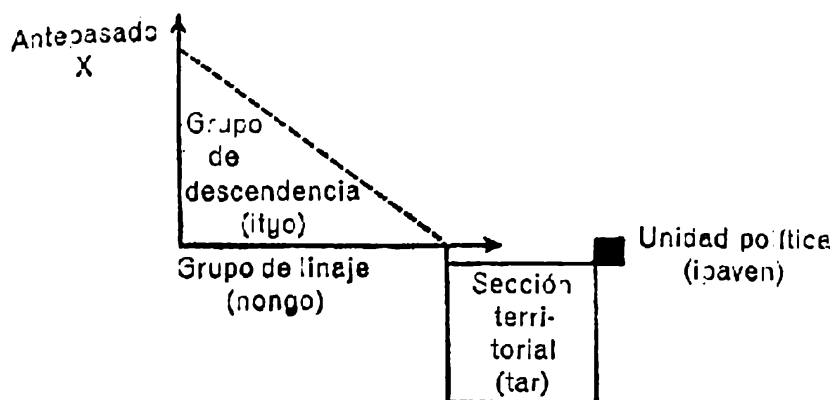 Antepasado
X
Grupo
de
descendencia
(ityo)
Grupo de linaje
(nongo)
Unidad política
(ipaven)
Sección
terri-
torial
(tar)